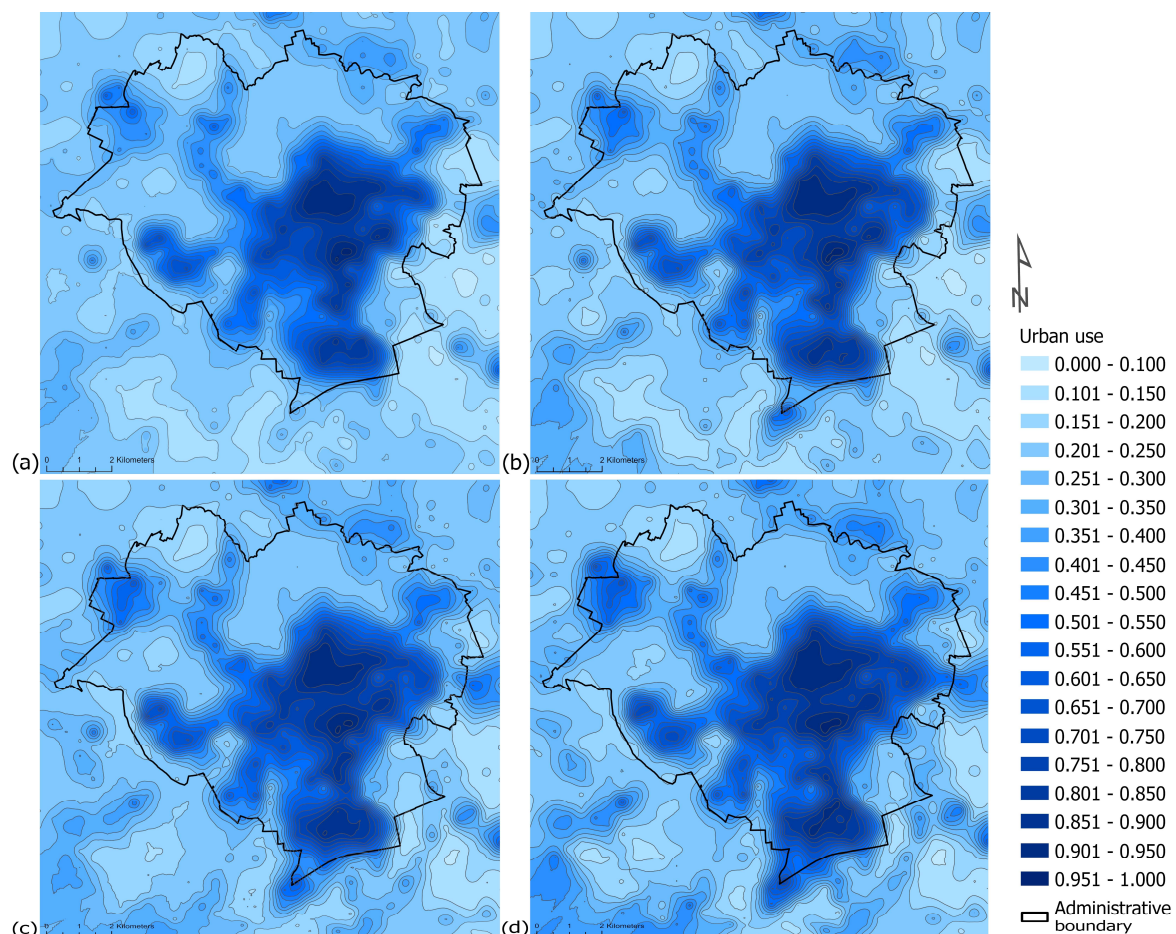 (a)
0 1 2 Kilometers
(b)
0 1 2 Kilometers
(c)
0 1 2 Kilometers
(d)
0 1 2 Kilometers
N
Urban use
0.000 - 0.100
0.101 - 0.150
0.151 - 0.200
0.201 - 0.250
0.251 - 0.300
0.301 - 0.350
0.351 - 0.400
0.401 - 0.450
0.451 - 0.500
0.501 - 0.550
0.551 - 0.600
0.601 - 0.650
0.651 - 0.700
0.701 - 0.750
0.751 - 0.800
0.801 - 0.850
0.851 - 0.900
0.901 - 0.950
0.951 - 1.000
Administrative
boundary